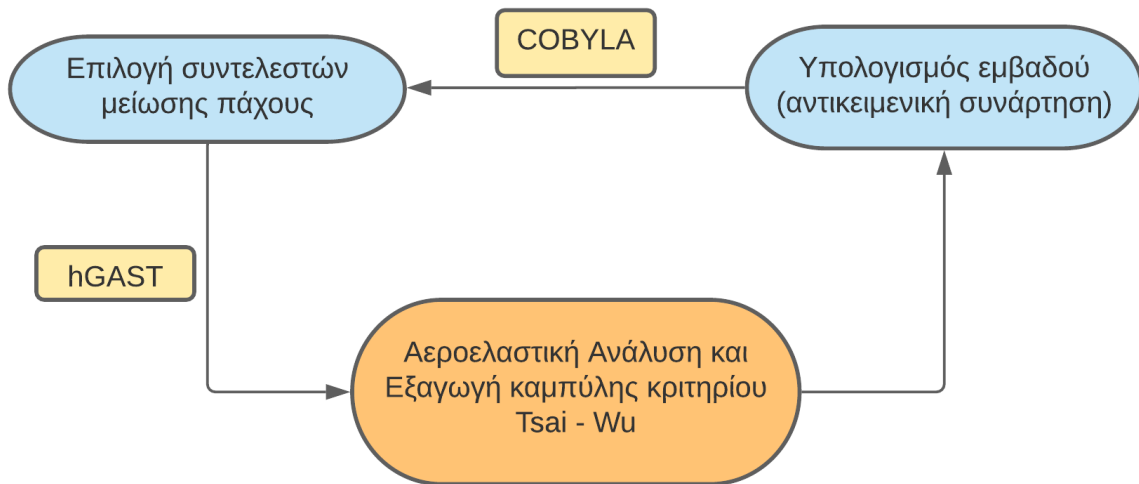 COBYLA
Επιλογή συντελεστών
μείωσης πάχους
Υπολογισμός εμβαδού
(αντικειμενική συνάρτηση)
hGAST
Αεροελαστική Ανάλυση και
Εξαγωγή καμπύλης κριτηρίου
Tsai - Wu